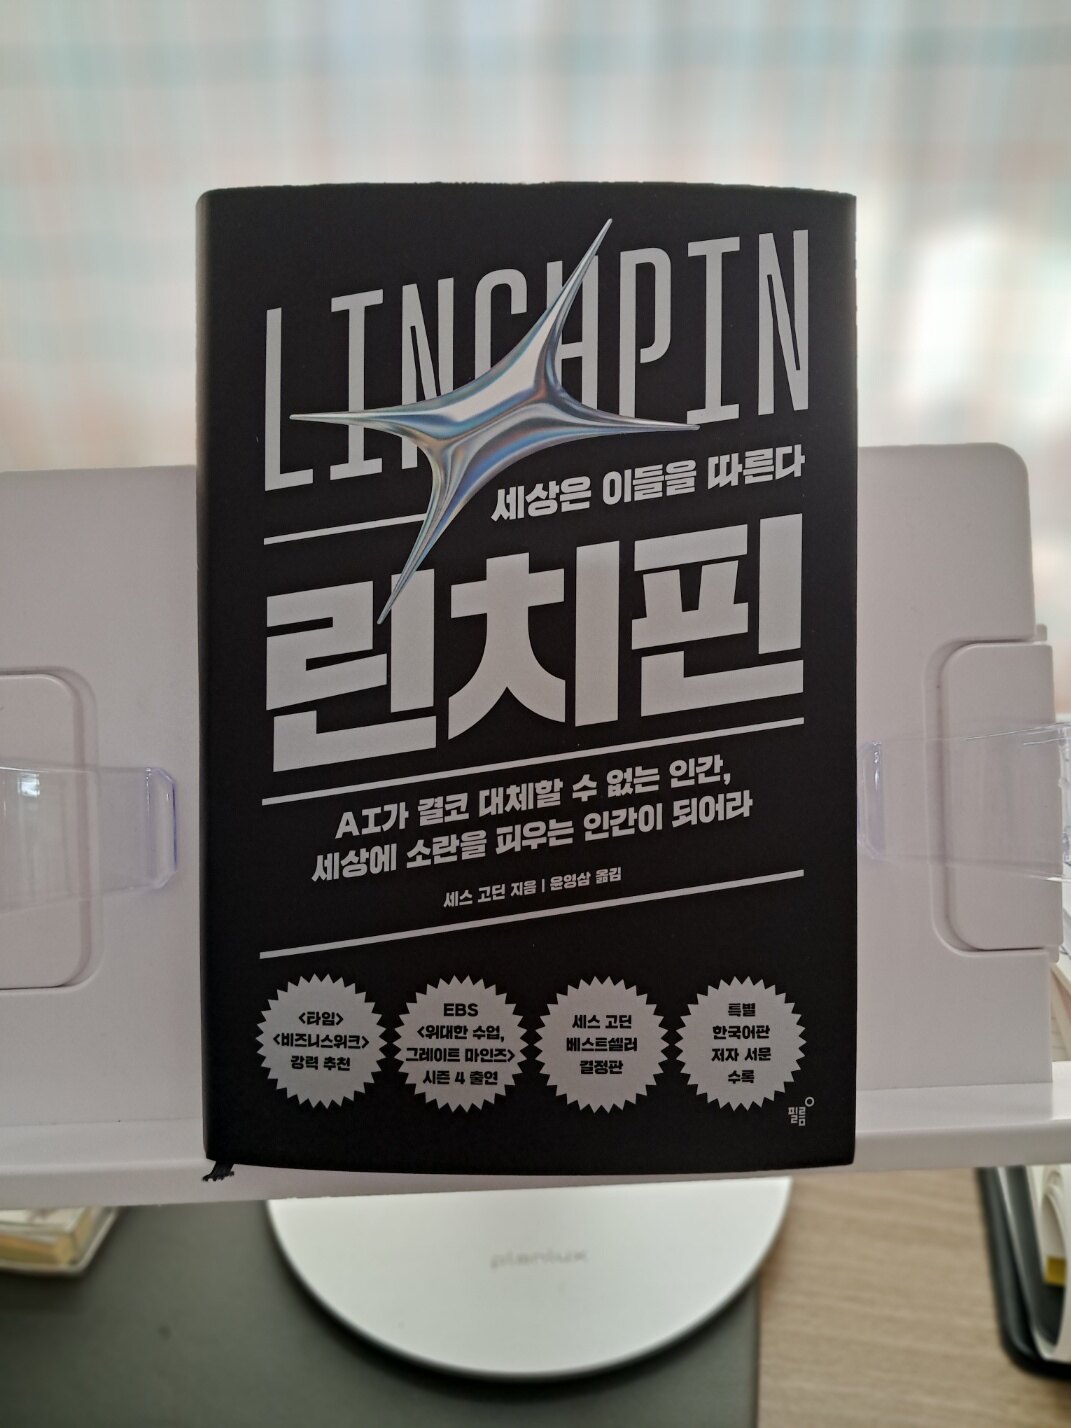 LINCHPIN
세상은 이들을 따른다
린치핀
AI가 결코 대체할 수 없는 인간,
세상에 소란을 피우는 인간이 되어라
세스 고딘 지음 | 윤영삼 옮김
<타임>
<비즈니스위크>
강력 추천
EBS
<위대한 수업,
그레이트 마인즈>
시즌 4 출연
세스 고딘
베스트셀러
결정판
특별
한국어판
저자 서문
수록
필름
planlux